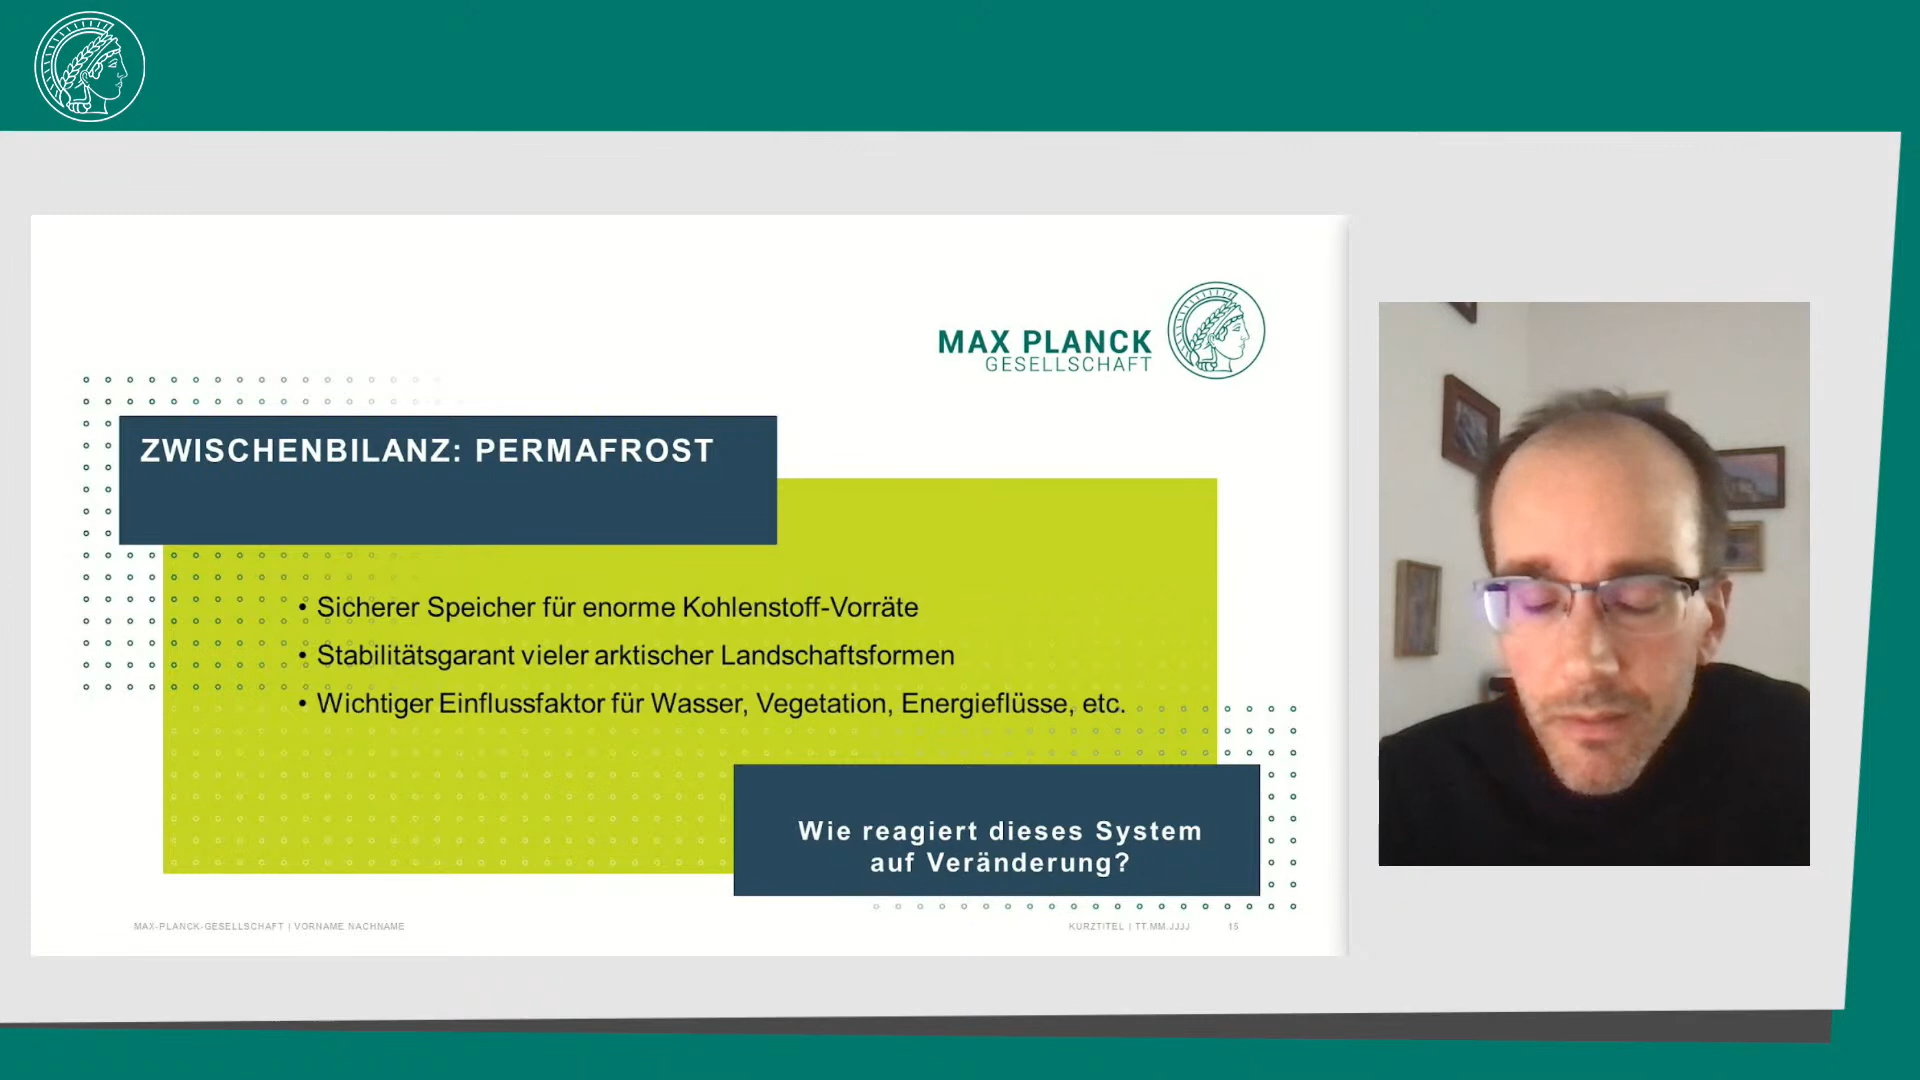 MAX PLANCK
GESELLSCHAFT
ZWISCHENBILANZ: PERMAFROST
• Sicherer Speicher für enorme Kohlenstoff-Vorräte
• Stabilitätsgarant vieler arktischer Landschaftsformen
• Wichtiger Einflussfaktor für Wasser, Vegetation, Energieflüsse, etc.
Wie reagiert dieses System
auf Veränderung?
MAX-PLANCK-GESELLSCHAFT | VORNAME NACHNAME
KURZTITEL | TT.MM.JJJJ 15